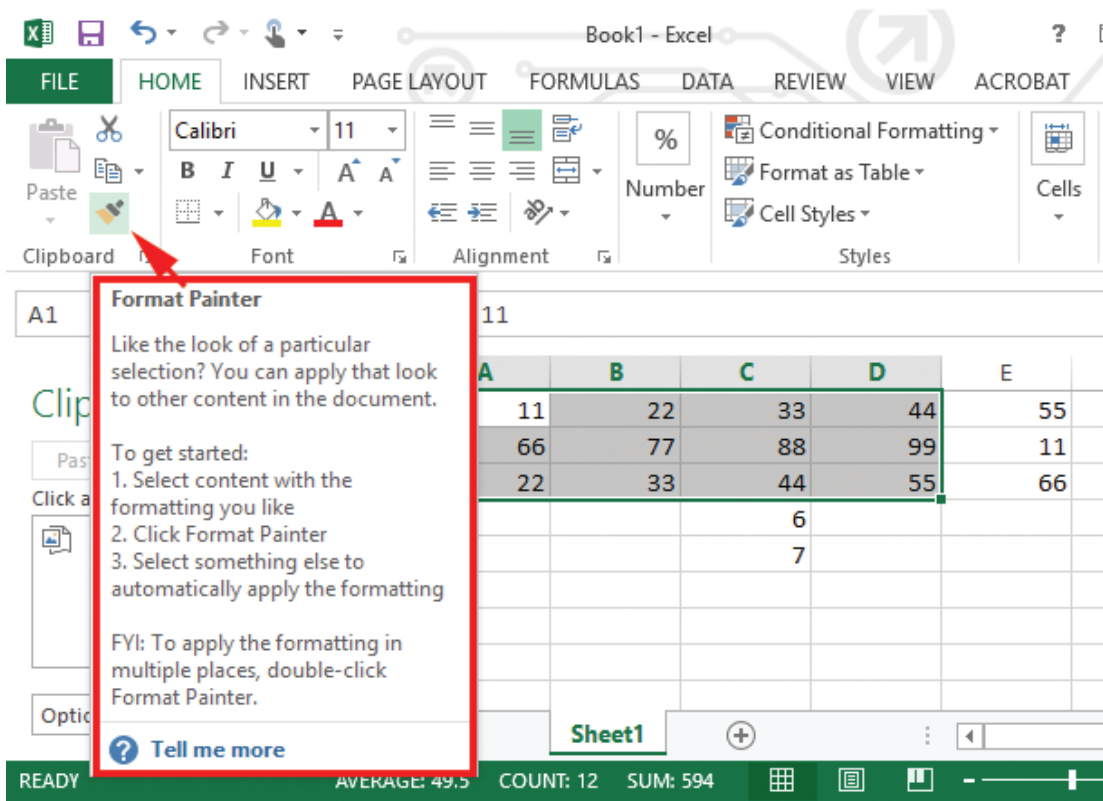 Book1 - Excel ?
FILE HOME INSERT PAGE LAYOUT FORMULAS DATA REVIEW VIEW ACROBAT
Calibri 11 % Conditional Formatting
Format as Table
Paste B I U A A Number Cells
A Cell Styles
Clipboard Font Alignment Styles
A1 11
Format Painter
Like the look of a particular
selection? You can apply that look
to other content in the document.
To get started:
1. Select content with the
formatting you like
2. Click Format Painter
3. Select something else to
automatically apply the formatting
FYI: To apply the formatting in
multiple places, double-click
Format Painter.
Tell me more
A B C D E
11 22 33 44 55
66 77 88 99 11
22 33 44 55 66
6
7
Sheet1
READY AVERAGE: 49.5 COUNT: 12 SUM: 594